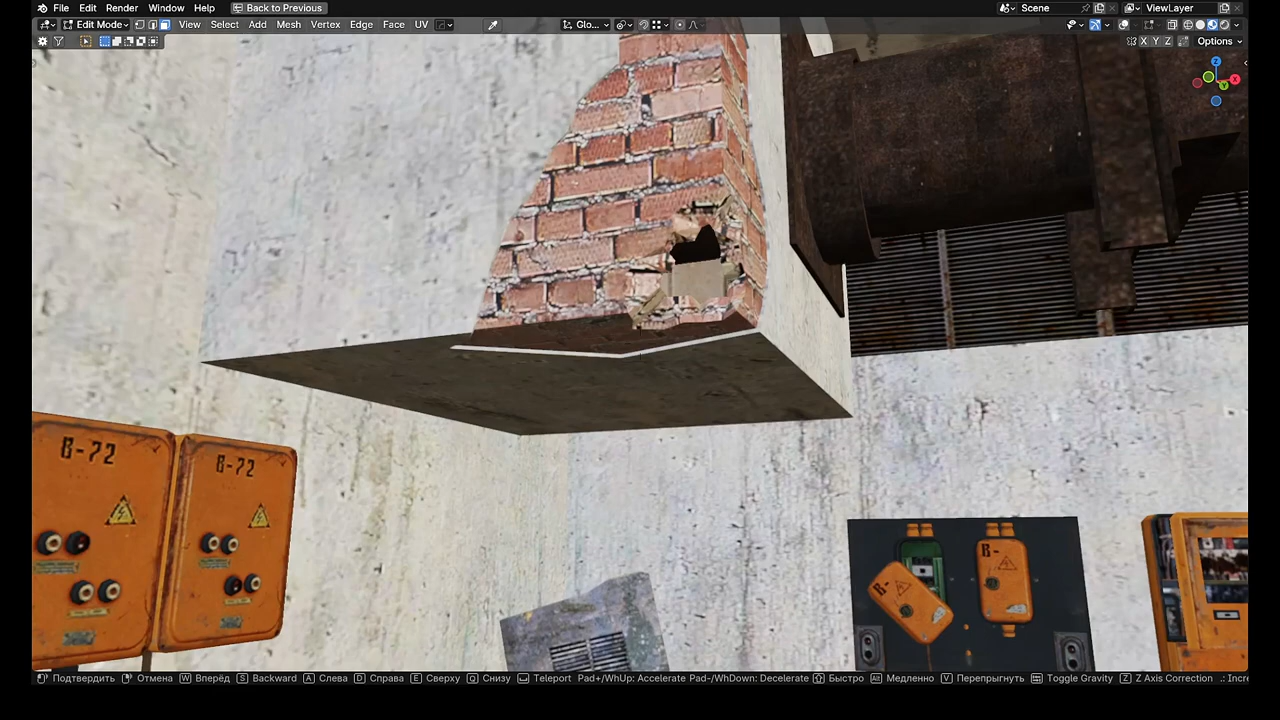 File Edit Render Window Help Back to Previous Scene ViewLayer
Edit Mode View Select Add Mesh Vertex Edge Face UV Glo...
X Y Z Options
Z
X
Y
B-72
B-72
B-
B-
Подтвердить Отмена W Вперёд S Backward A Слева D Справа E Сверху Q Снизу Teleport Pad+/WhUp: Accelerate Pad-/WhDown: Decelerate Быстро Alt Медленно V Перепрыгнуть Toggle Gravity Z Z Axis Correction .: Incre